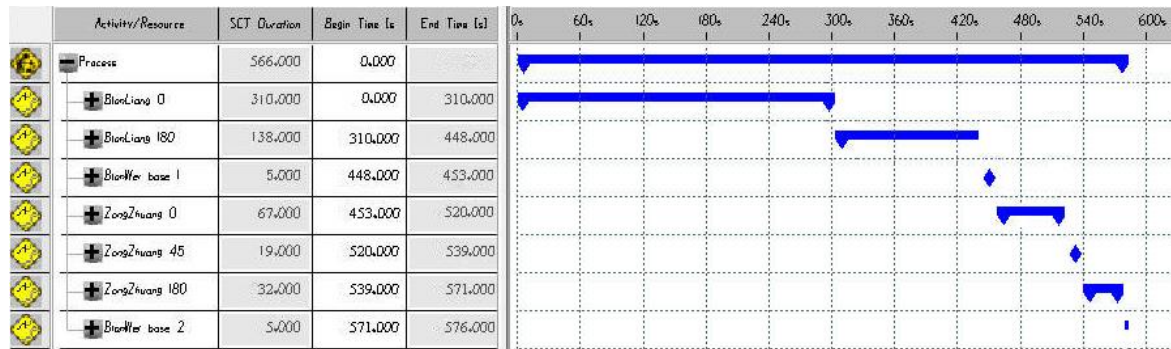 Activity/Resource SCT Duration Begin Time [s End Time [s] 0s 60s 120s 180s 240s 300s 360s 420s 480s 540s 600s
Process 566.000 0.000
BianLiang 0 310.000 0.000 310.000
BianLiang 180 138.000 310.000 448.000
base 1 5.000 448.000 453.000
ZongZhuang 0 67.000 453.000 520.000
ZongZhuang 45 19.000 520.000 539.000
ZongZhuang 180 32.000 539.000 571.000
base 2 5.000 571.000 576.000